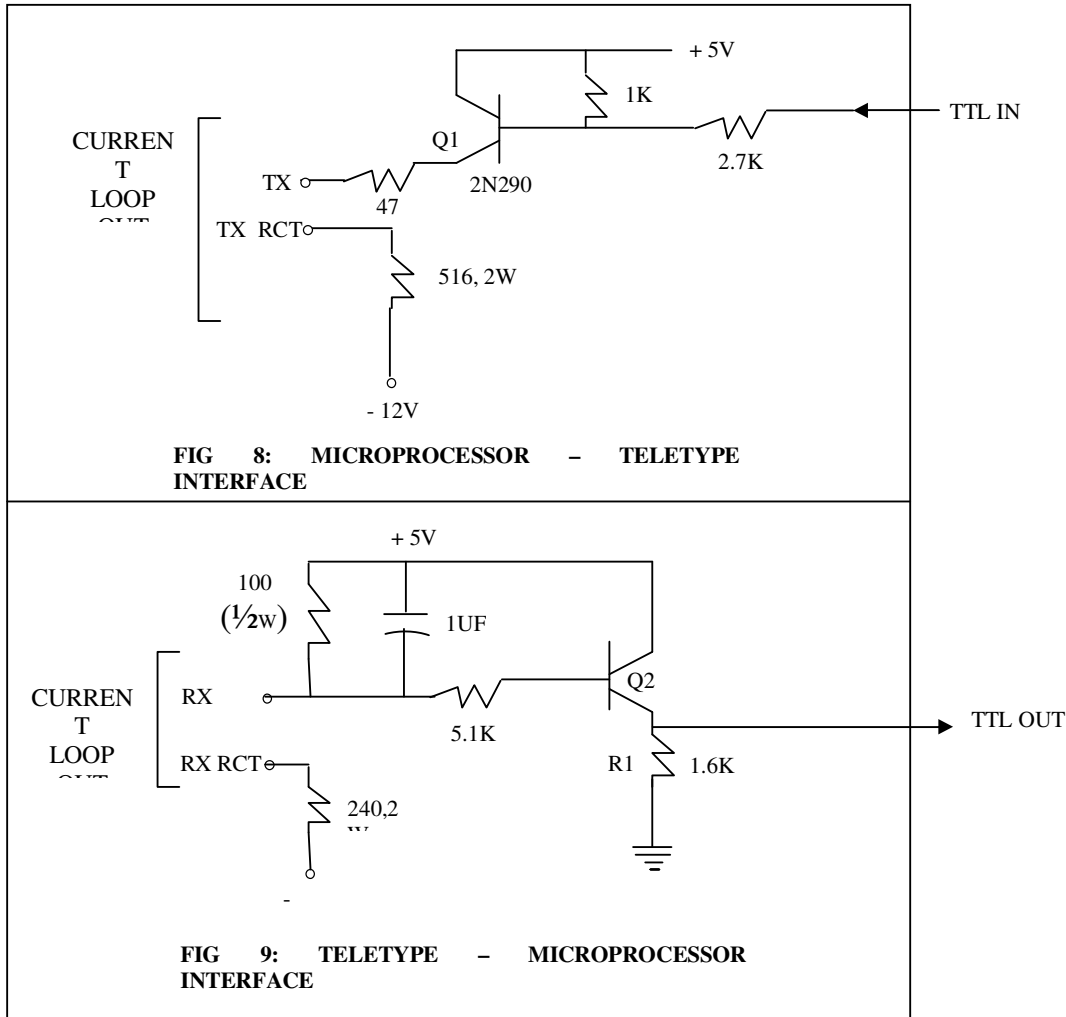 + 5V
1K
TTL IN
CURREN
T
LOOP
Q1
2.7K
2N290
TX
47
TX RCT
516, 2W
- 12V
FIG 8: MICROPROCESSOR – TELETYPE
INTERFACE
+ 5V
100
(½W)
1UF
CURREN
T
LOOP
RX
Q2
5.1K
TTL OUT
RX RCT
R1
1.6K
240,2
-
FIG 9: TELETYPE – MICROPROCESSOR
INTERFACE